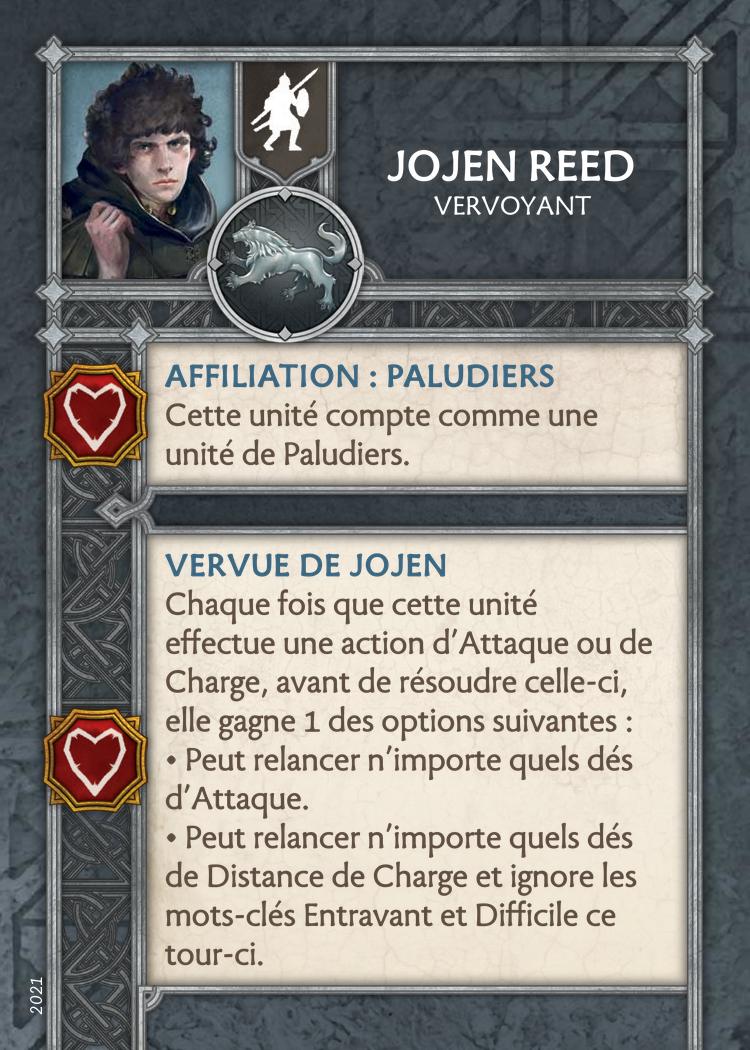 JOJEN REED
VERVOYANT
AFFILIATION : PALUDIERS
Cette unité compte comme une
unité de Paludiers.
VERVUE DE JOJEN
Chaque fois que cette unité
effectue une action d'Attaque ou de
Charge, avant de résoudre celle-ci,
elle gagne 1 des options suivantes :
• Peut relancer n'importe quels dés
d'Attaque.
• Peut relancer n'importe quels dés
de Distance de Charge et ignore les
mots-clés Entravant et Difficile ce
tour-ci.
2021